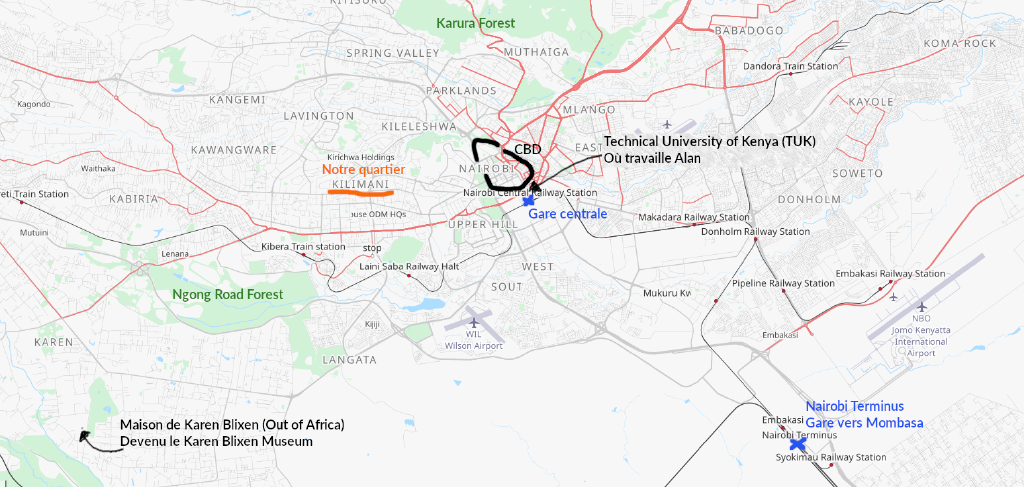 KITISURU
Karura Forest
BABADOGO
KOMA ROCK
SPRING VALLEY
MUTHAIGA
Dandora Train Station
PARKLANDS
Kagondo
KANGEMI
KAYOLE
LAVINGTON
MLANGO
KILELESHWA
Technical University of Kenya (TUK)
Où travaille Alan
CBD
EAST
KAWANGWARE
Kirichwa Holdings
Notre quartier
NAIROBI
Waithaka
SOWETO
KILIMANI
Nairobi Central Railway Station
reti Train Station
KABIRIA
DONHOLM
Gare centrale
ause ODM HQs
Makadara Railway Station
UPPER HILL
Donholm Railway Station
Mutuini
Kibera Train station
stop
Lenana
Laini Saba Railway Halt
WEST
Embakasi Railway Station
Pipeline Railway Station
SOUT
Ngong Road Forest
Mukuru Kw
NBO
Jomo Kenyatta
International
Airport
Kijiji
WIL
Wilson Airport
Embakasi
KAREN
LANGATA
Nairobi Terminus
Gare vers Mombasa
Maison de Karen Blixen (Out of Africa)
Devenu le Karen Blixen Museum
Embakasi
Nairobi Terminus
Syokimau Railway Station